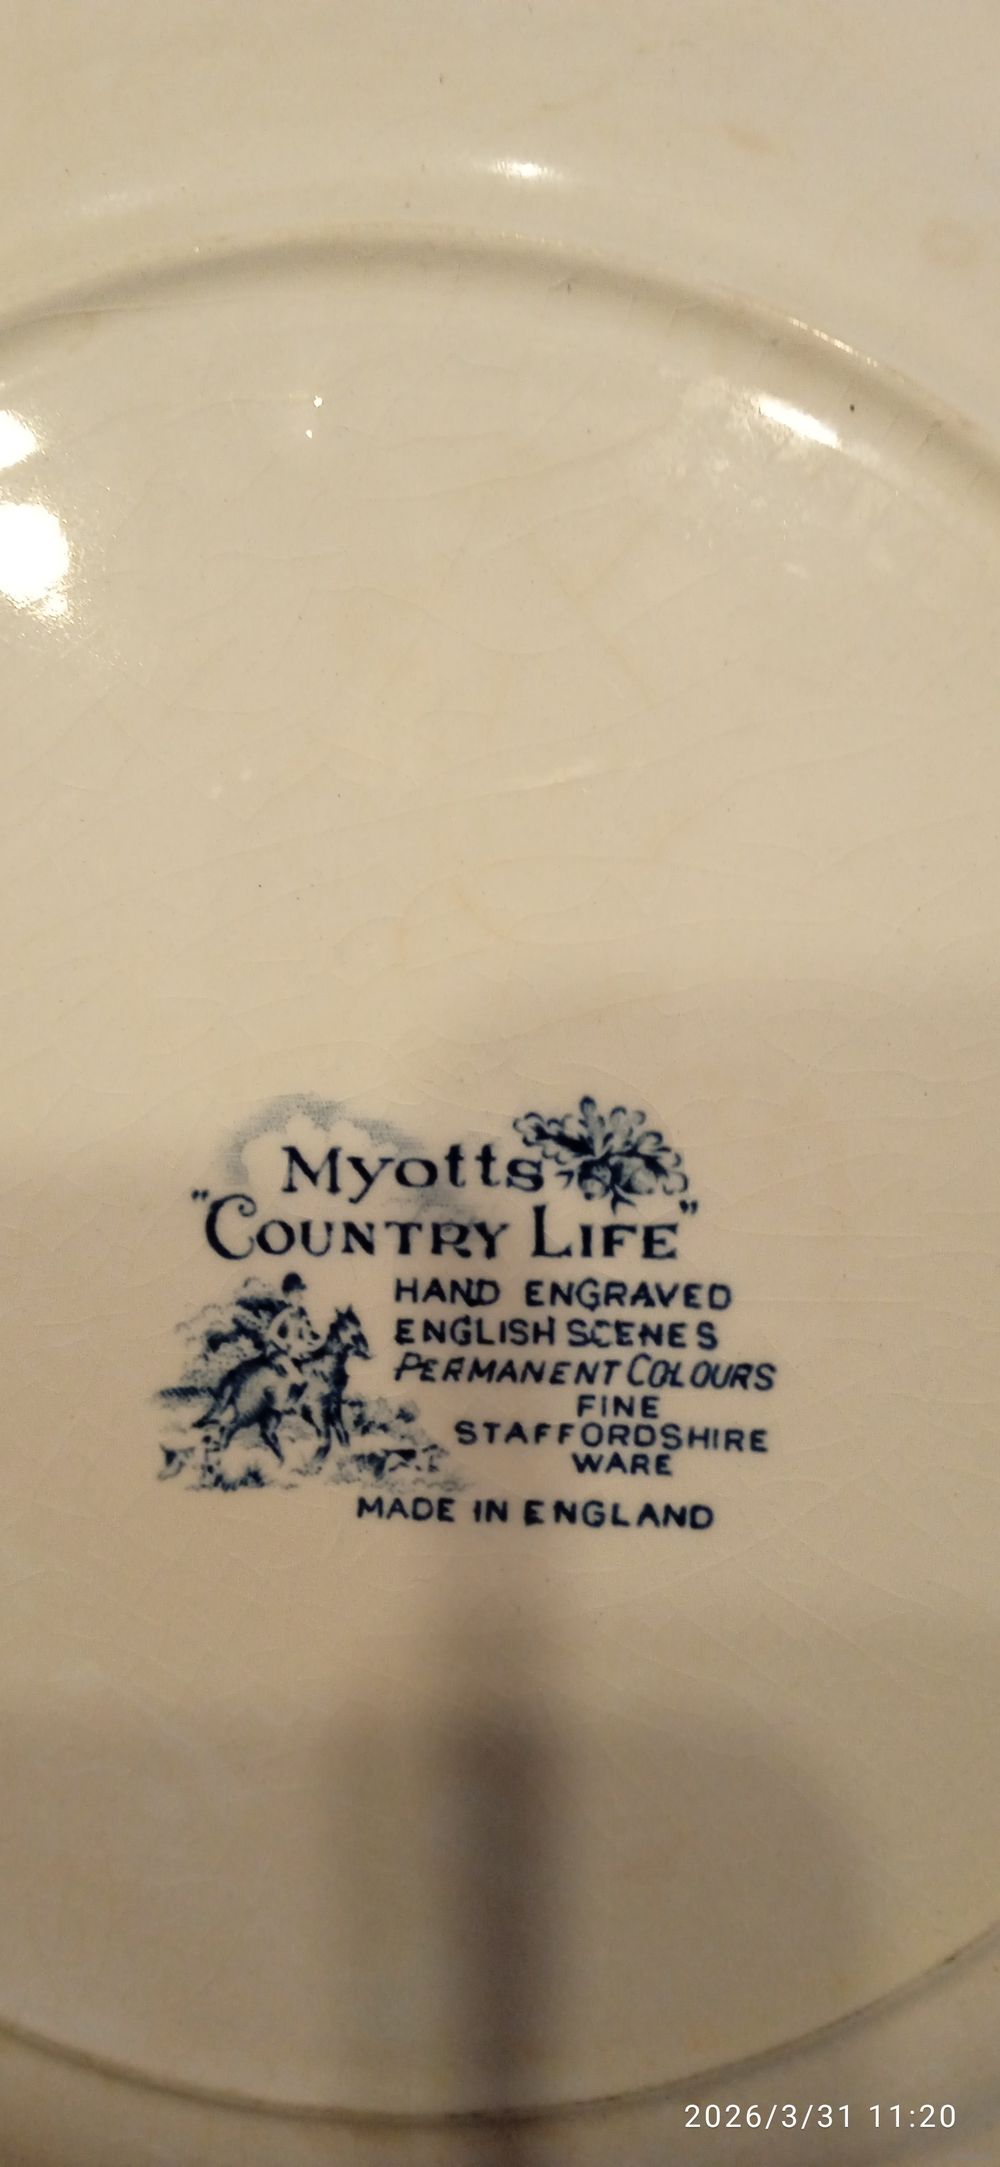 Myotts
"COUNTRY LIFE"
HAND ENGRAVED
ENGLISH SCENES
PERMANENT COLOURS
FINE
STAFFORDSHIRE
WARE
MADE IN ENGLAND
2026/3/31 11:20